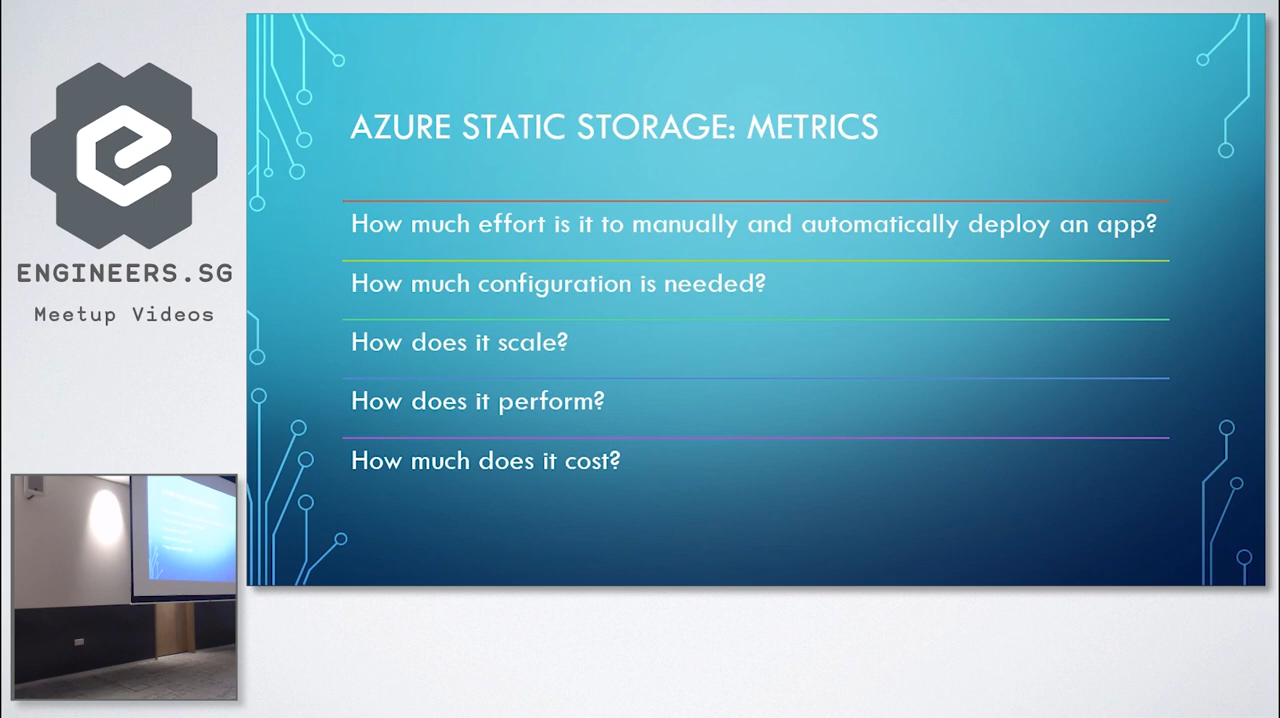 ENGINEERS.SG
Meetup Videos
AZURE STATIC STORAGE: METRICS
How much effort is it to manually and automatically deploy an app?
How much configuration is needed?
How does it scale?
How does it perform?
How much does it cost?